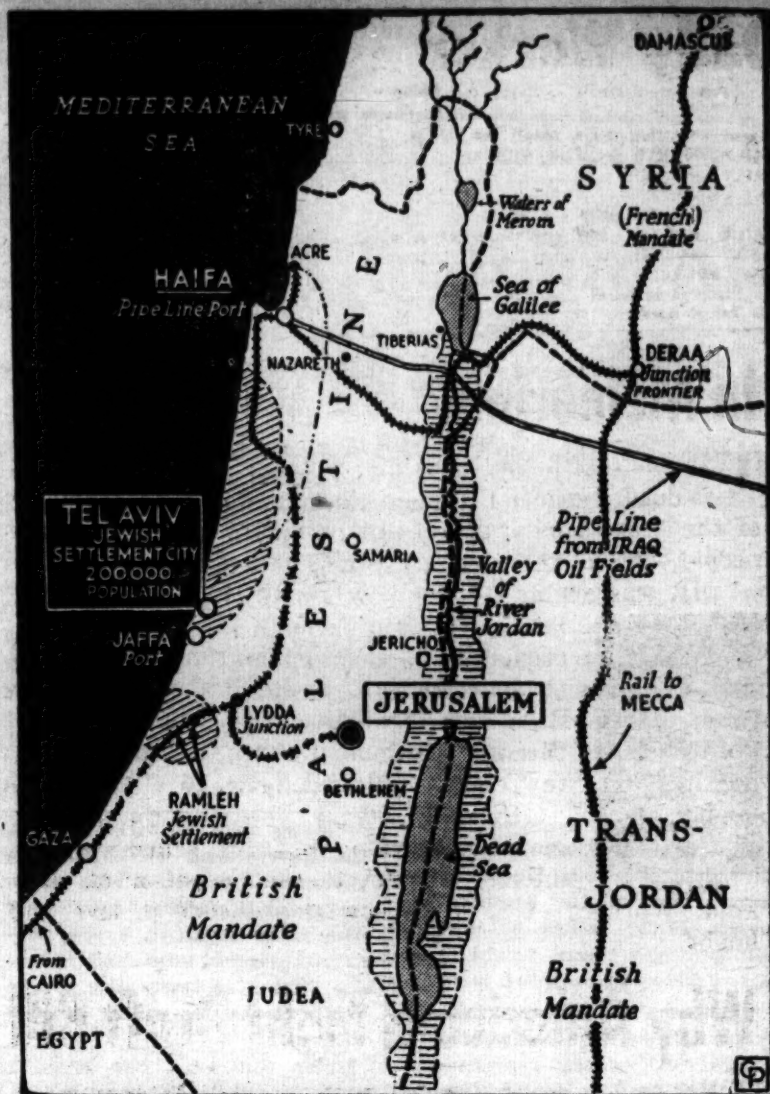 DAMASCUS
MEDITERRANEAN
SEA
TYRE
SYRIA
(French)
Mandate
Waters of
Merom
ACRE
HAIFA
Pipe Line Port
Sea of
Galilee
TIBERIAS
NAZARETH
DERAA
Junction
FRONTIER
PALESTINE
TEL AVIV
JEWISH
SETTLEMENT CITY
200,000
POPULATION
SAMARIA
Pipe Line
from IRAQ
Oil Fields
Valley
of
River
Jordan
JAFFA
Port
JERICHO
Rail to
MECCA
JERUSALEM
LYDDA
Junction
BETHLEHEM
RAMLEH
Jewish
Settlement
GAZA
Dead
Sea
TRANS-
JORDAN
British
Mandate
From
CAIRO
JUDEA
British
Mandate
EGYPT
CP